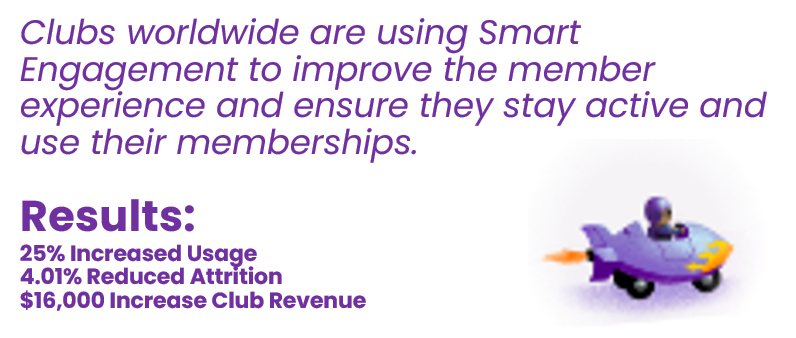 Clubs worldwide are using Smart
Engagement to improve the member
experience and ensure they stay active and
use their memberships.
Results:
25% Increased Usage
4.01% Reduced Attrition
$16,000 Increase Club Revenue